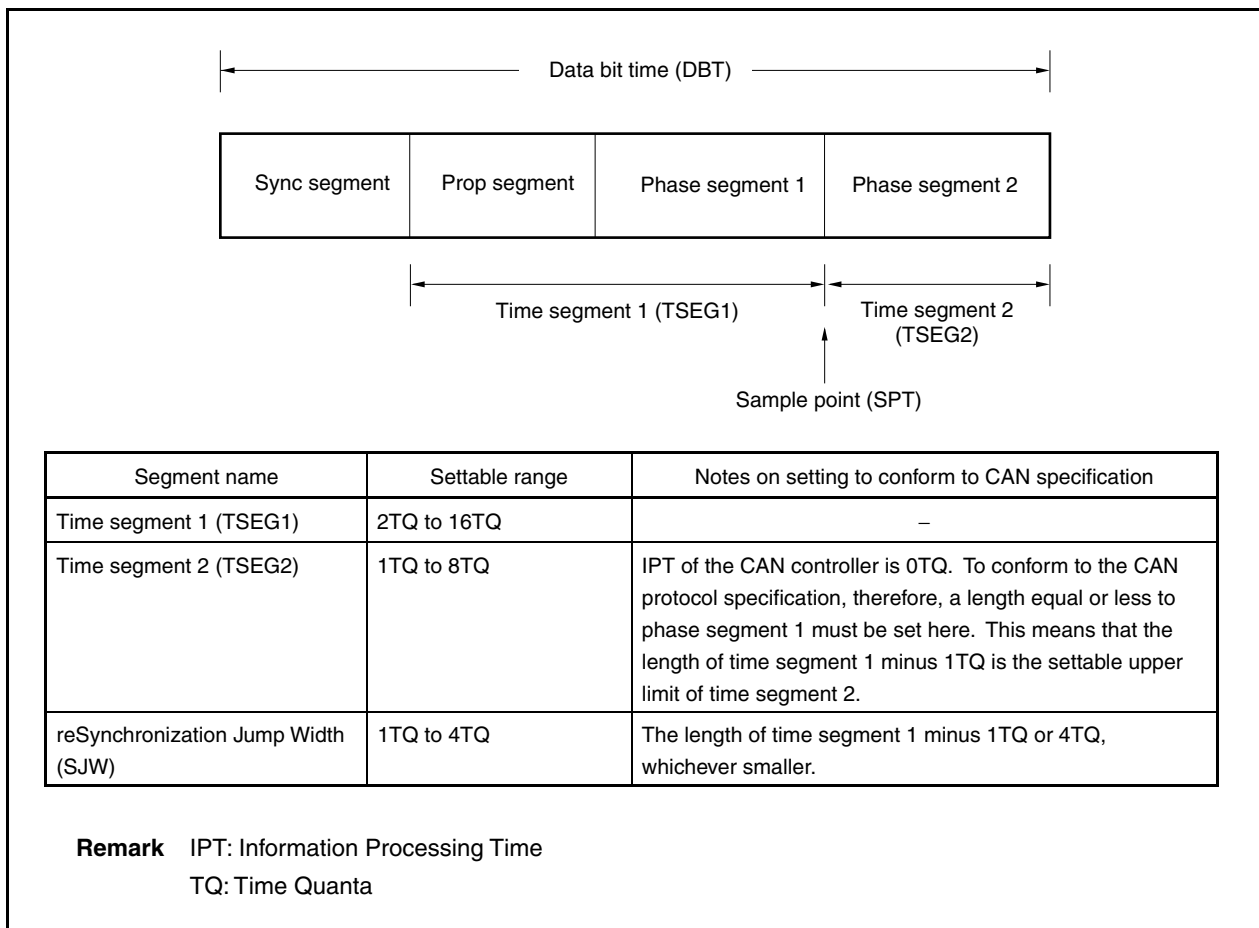 Data bit time (DBT)
Sync segment
Prop segment
Phase segment 1
Phase segment 2
Time segment 1 (TSEG1)
Time segment 2
(TSEG2)
Sample point (SPT)
Segment name
Settable range
Notes on setting to conform to CAN specification
Time segment 1 (TSEG1)
2TQ to 16TQ
–
Time segment 2 (TSEG2)
1TQ to 8TQ
IPT of the CAN controller is 0TQ. To conform to the CAN
protocol specification, therefore, a length equal or less to
phase segment 1 must be set here. This means that the
length of time segment 1 minus 1TQ is the settable upper
limit of time segment 2.
reSynchronization Jump Width
(SJW)
1TQ to 4TQ
The length of time segment 1 minus 1TQ or 4TQ,
whichever smaller.
Remark IPT: Information Processing Time
TQ: Time Quanta